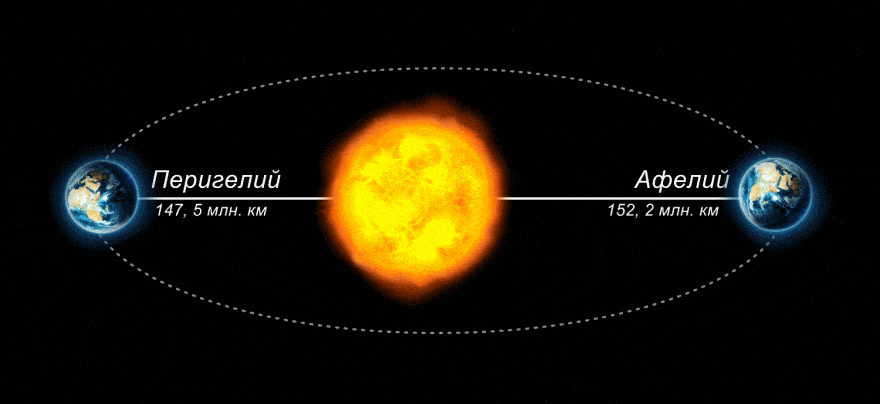 Перигелий
147, 5 млн. км
Афелий
152, 2 млн. км